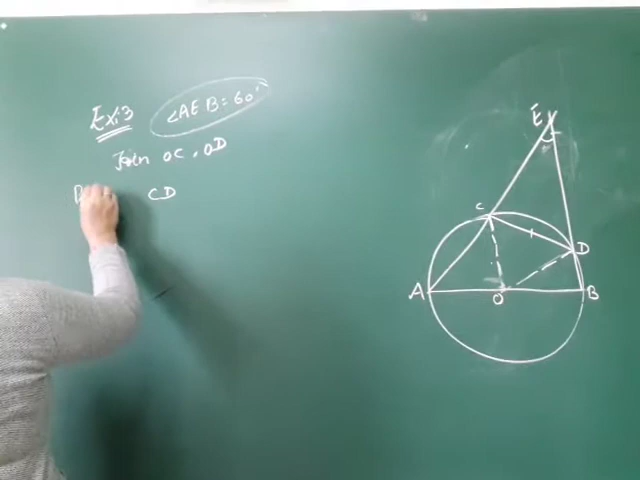 Ex:3
∠AEB = 60°
Join OC, OD
CD
E
C
D
A
O
B